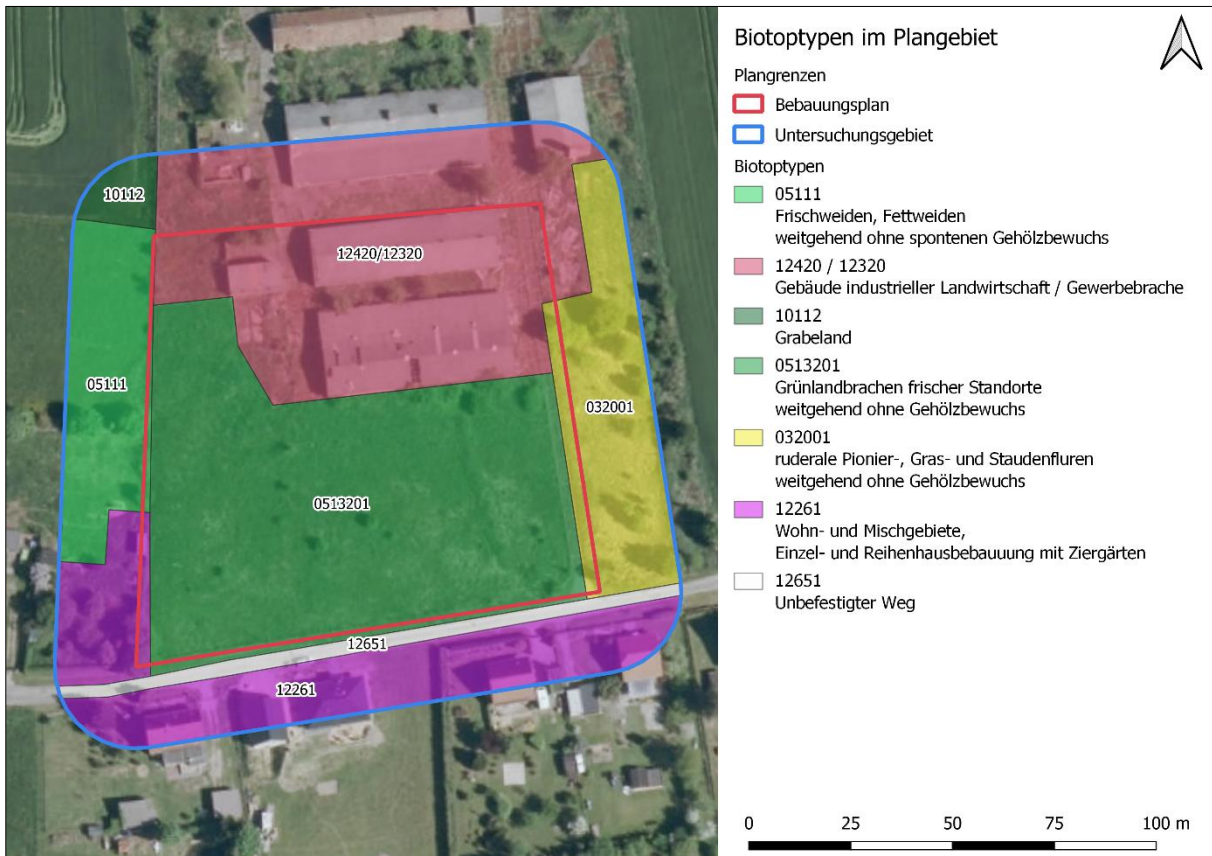 Biotoptypen im Plangebiet
Plangrenzen
Bebauungsplan
Untersuchungsgebiet
Biotoptypen
05111
Frischweiden, Fettweiden
weitgehend ohne spontenen Gehölzbewuchs
12420 / 12320
Gebäude industrieller Landwirtschaft / Gewerbebrache
10112
Grabeland
0513201
Grünlandbrachen frischer Standorte
weitgehend ohne Gehölzbewuchs
032001
ruderale Pionier-, Gras- und Staudenfluren
weitgehend ohne Gehölzbewuchs
12261
Wohn- und Mischgebiete,
Einzel- und Reihenhausbebauuung mit Ziergärten
12651
Unbefestigter Weg
0 25 50 75 100 m
10112
12420/12320
05111
032001
0513201
12651
12261